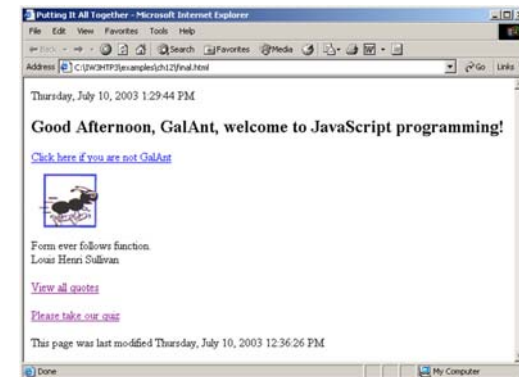 Putting It All Together - Microsoft Internet Explorer
File Edit View Favorites Tools Help
Back Search Favorites Media
Address C:\IW3HTP3\examples\ch12\final.html Go Links
Thursday, July 10, 2003 1:29:44 PM
Good Afternoon, GalAnt, welcome to JavaScript programming!
Click here if you are not GalAnt
Form ever follows function.
Louis Henri Sullivan
View all quotes
Please take our quiz
This page was last modified Thursday, July 10, 2003 12:36:26 PM
Done My Computer